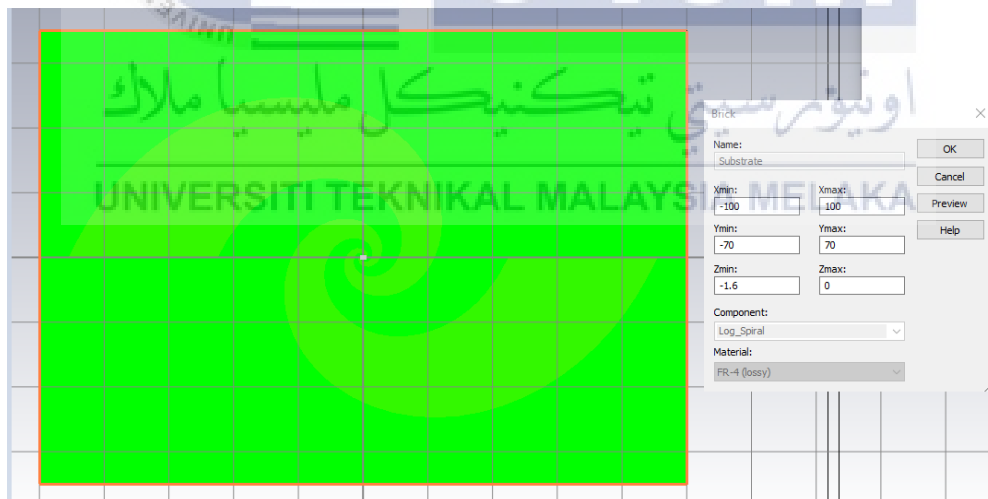 اونيۏرسيتي تيكنيكل مليسيا ملاك
UNIVERSITI TEKNIKAL MALAYSIA MELAKA
Brick
Name:
Substrate
OK
Cancel
Xmin:
Xmax:
-100
100
Preview
Ymin:
Ymax:
Help
-70
70
Zmin:
Zmax:
-1.6
0
Component:
Log_Spiral
Material:
FR-4 (lossy)